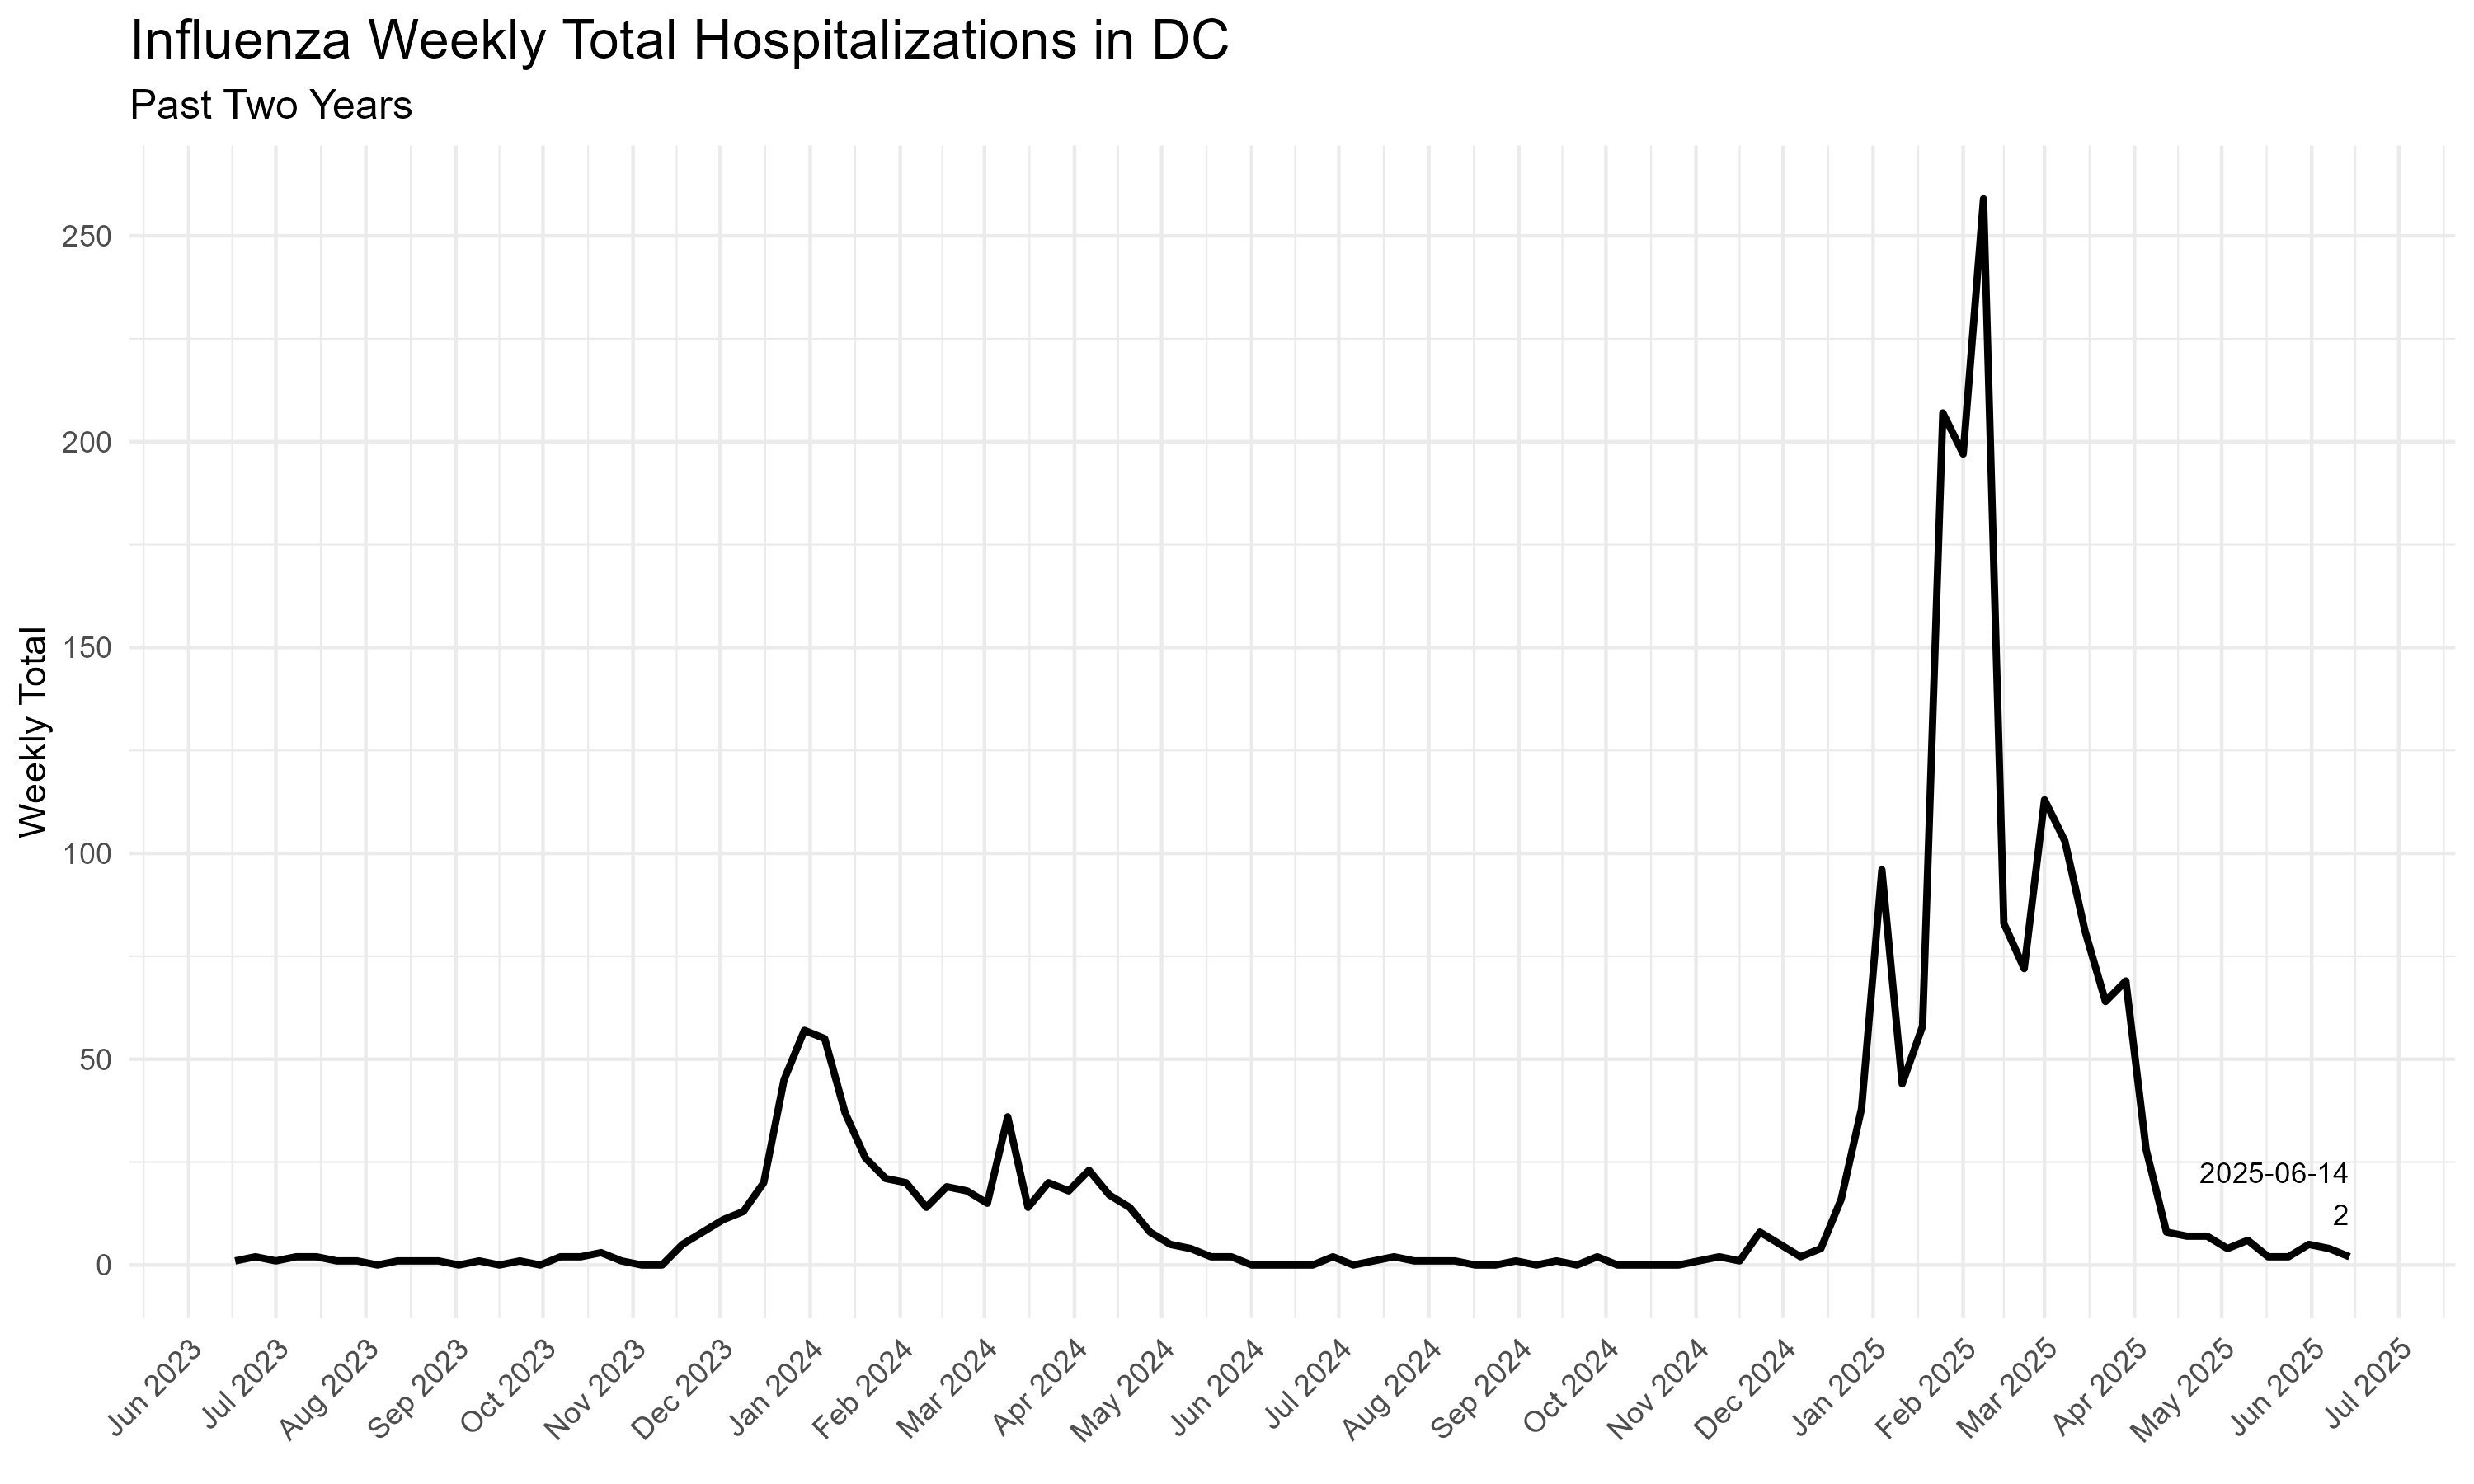 Influenza Weekly Total Hospitalizations in DC
Past Two Years
Weekly Total
250
200
150
100
50
0
2025-06-14
2
Jun 2023
Jul 2023
Aug 2023
Sep 2023
Oct 2023
Nov 2023
Dec 2023
Jan 2024
Feb 2024
Mar 2024
Apr 2024
May 2024
Jun 2024
Jul 2024
Aug 2024
Sep 2024
Oct 2024
Nov 2024
Dec 2024
Jan 2025
Feb 2025
Mar 2025
Apr 2025
May 2025
Jun 2025
Jul 2025